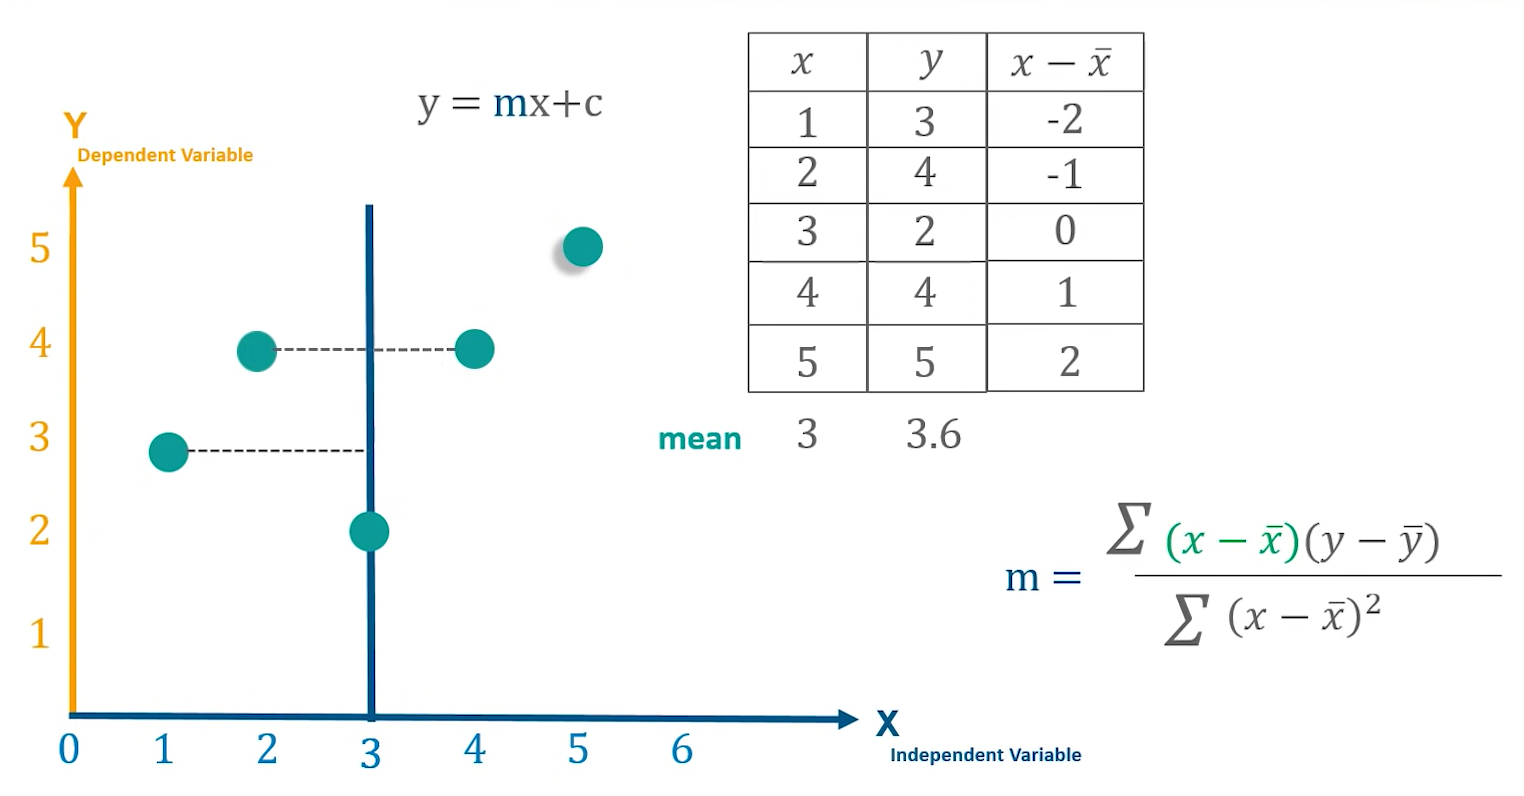 y = mx+c
Y
Dependent Variable
5
4
3
2
1
0 1 2 3 4 5 6
X
Independent Variable
x y x − x̄
1 3 -2
2 4 -1
3 2 0
4 4 1
5 5 2
mean 3 3.6
m = ∑ (x − x̄)(y − ȳ)
∑ (x − x̄)²